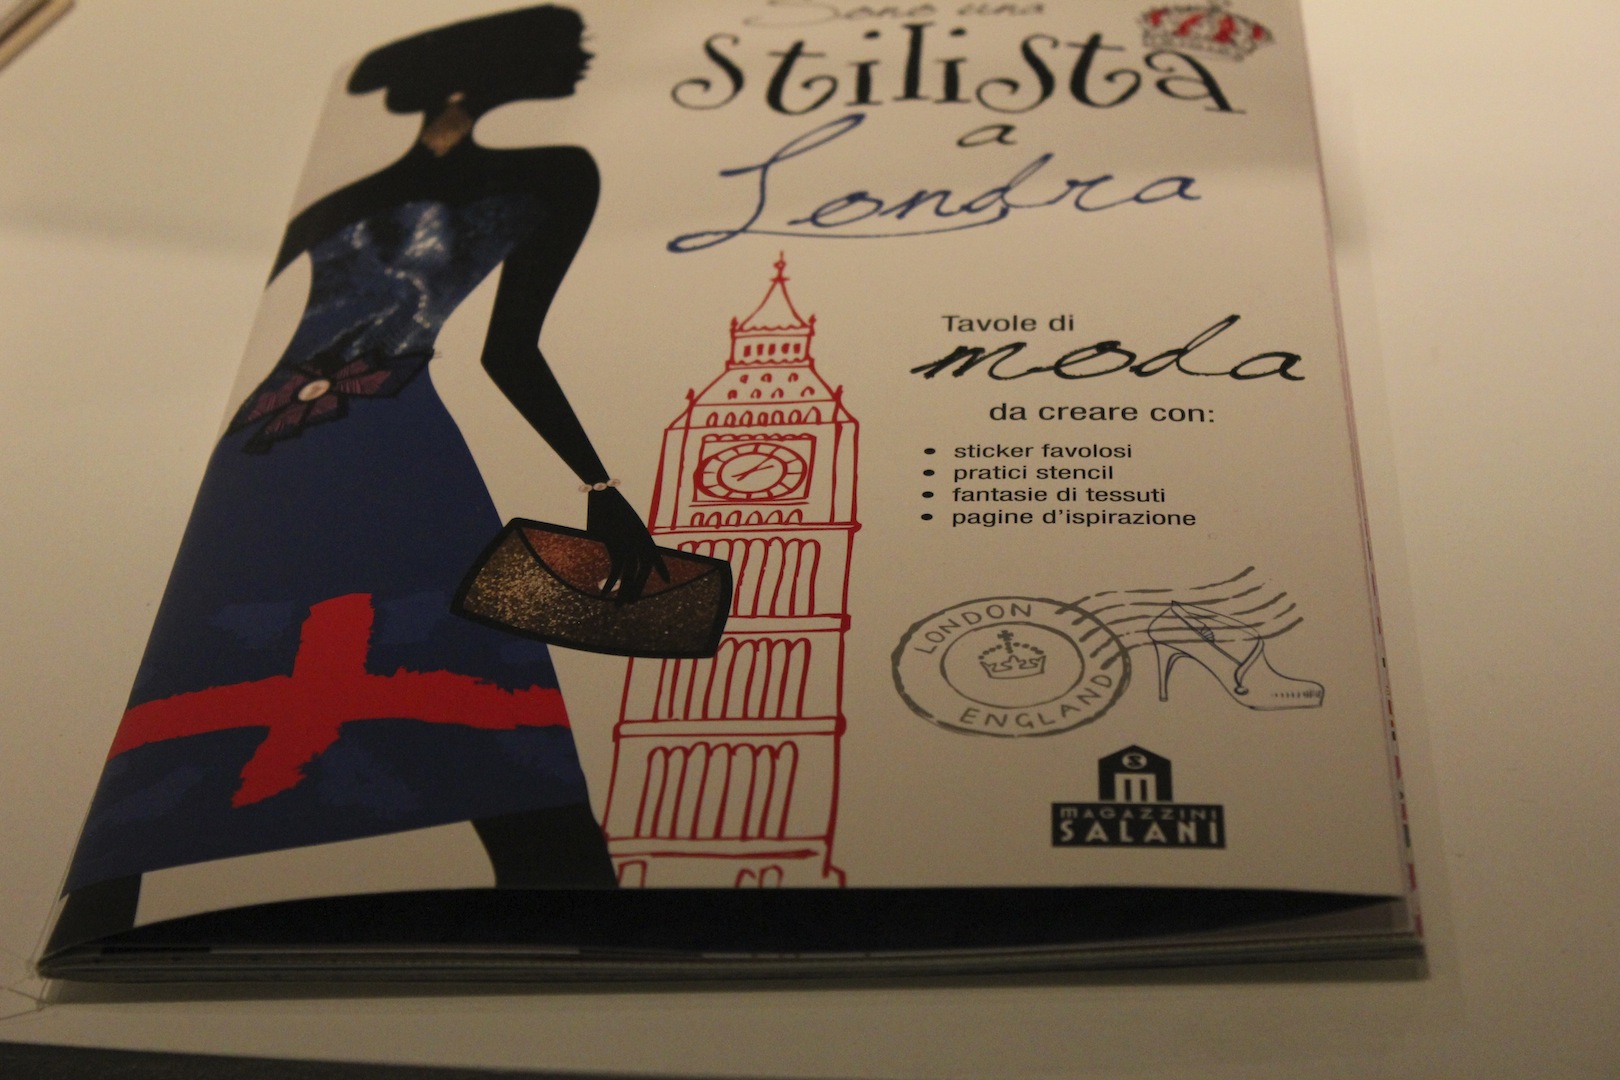 Sono una
stilista
a
Londra
Tavole di
moda
da creare con:
• sticker favolosi
• pratici stencil
• fantasie di tessuti
• pagine d'ispirazione
LONDON
ENGLAND
S
M
MAGAZZINI
SALANI